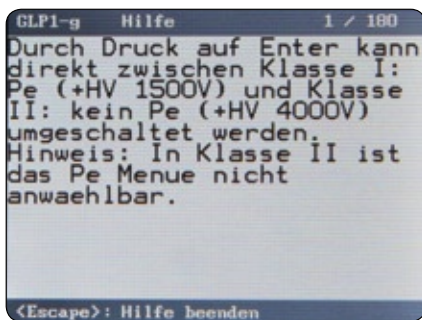 GLP1-g Hilfe 1 / 180
Durch Druck auf Enter kann
direkt zwischen Klasse I:
Pe (+HV 1500V) und Klasse
II: kein Pe (+HV 4000V)
umgeschaltet werden.
Hinweis: In Klasse II ist
das Pe Menue nicht
anwaehlbar.
<Escape>: Hilfe beenden